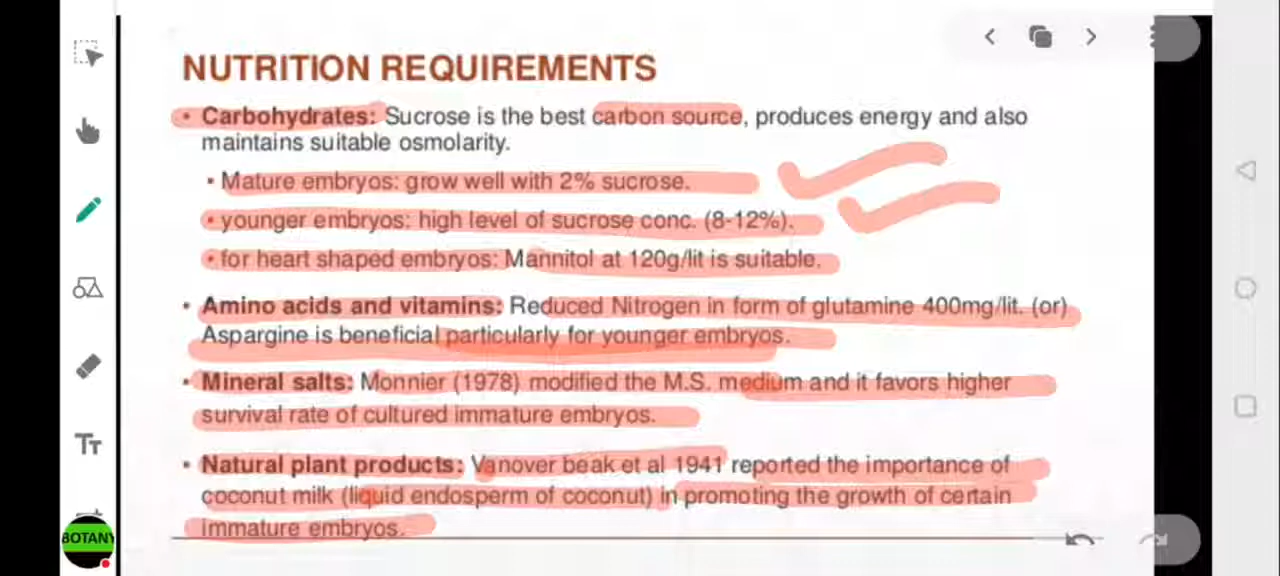 NUTRITION REQUIREMENTS
• Carbohydrates: Sucrose is the best carbon source, produces energy and also
maintains suitable osmolarity.
• Mature embryos: grow well with 2% sucrose.
• younger embryos: high level of sucrose conc. (8-12%).
• for heart shaped embryos: Mannitol at 120g/lit is suitable.
• Amino acids and vitamins: Reduced Nitrogen in form of glutamine 400mg/lit. (or)
Aspargine is beneficial particularly for younger embryos.
• Mineral salts: Monnier (1978) modified the M.S. medium and it favors higher
survival rate of cultured immature embryos.
• Natural plant products: Vanover beak et al 1941 reported the importance of
coconut milk (liquid endosperm of coconut) in promoting the growth of certain
immature embryos.
TT
BOTANY